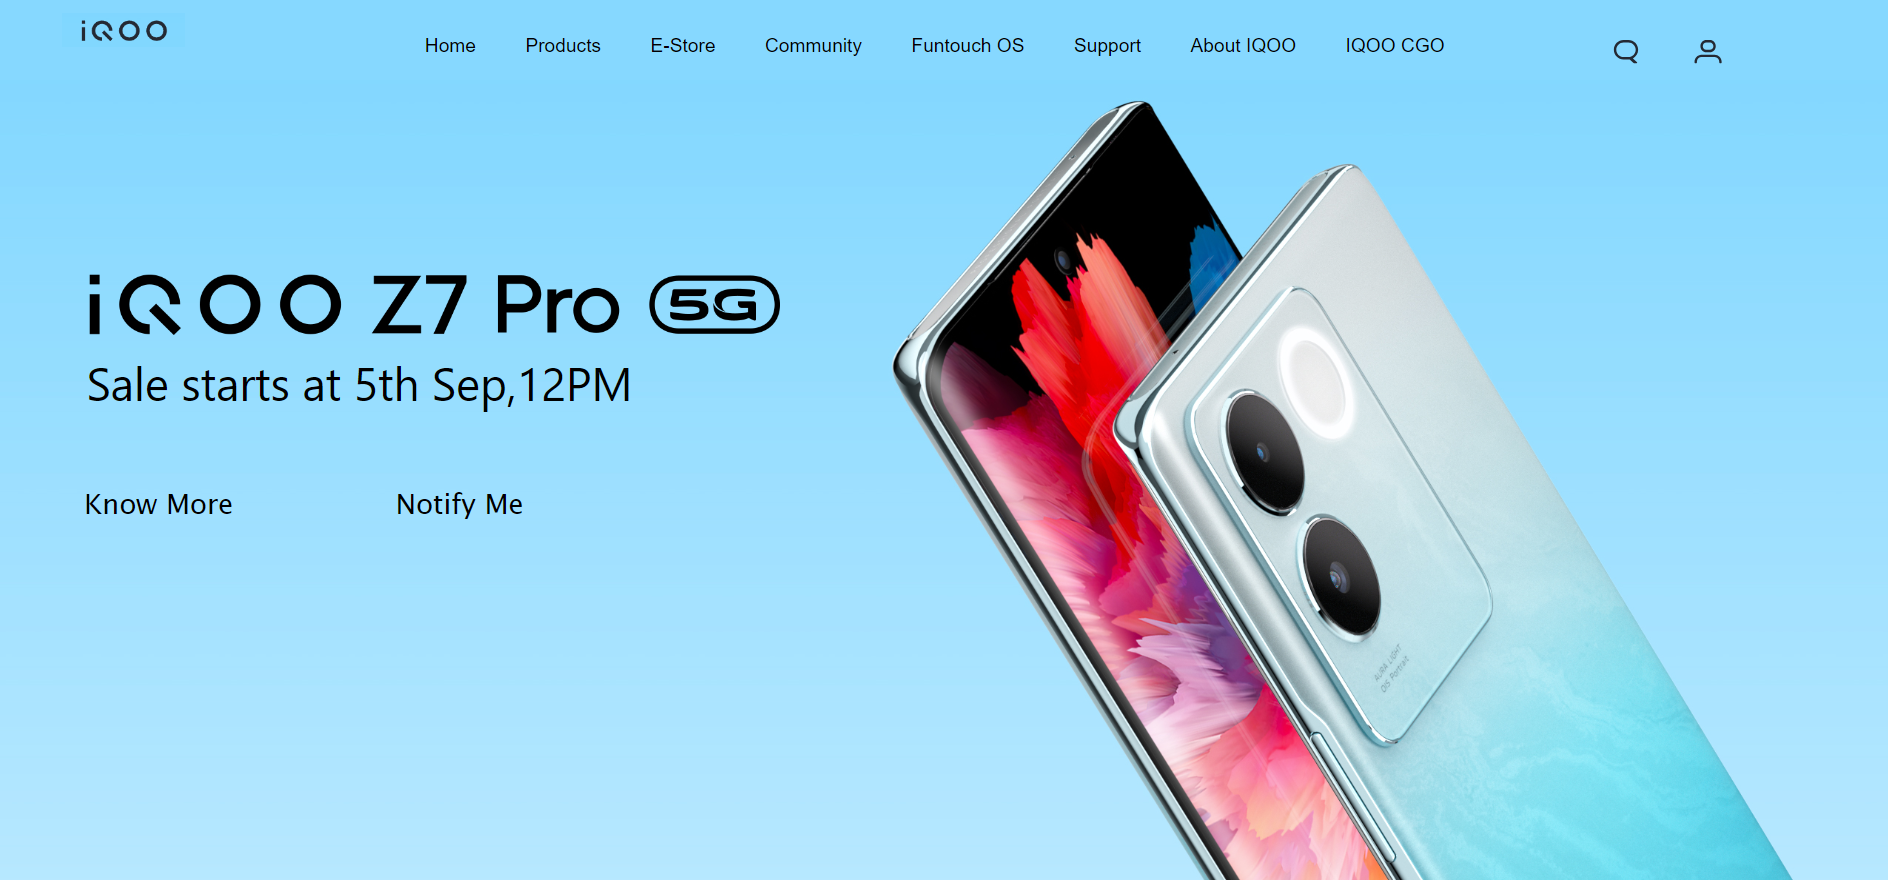 iQOO
Home Products E-Store Community Funtouch OS Support About IQOO IQOO CGO
iQOO Z7 Pro 5G
Sale starts at 5th Sep,12PM
Know More Notify Me
AURA LIGHT
OIS Portrait